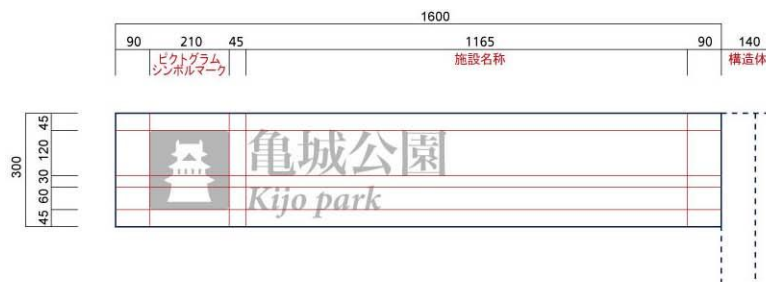 1600
90 210 45 1165 90 140
ピクトグラム
シンボルマーク
施設名称
構造体
300
45
120
30
60
45
亀城公園
Kijo park